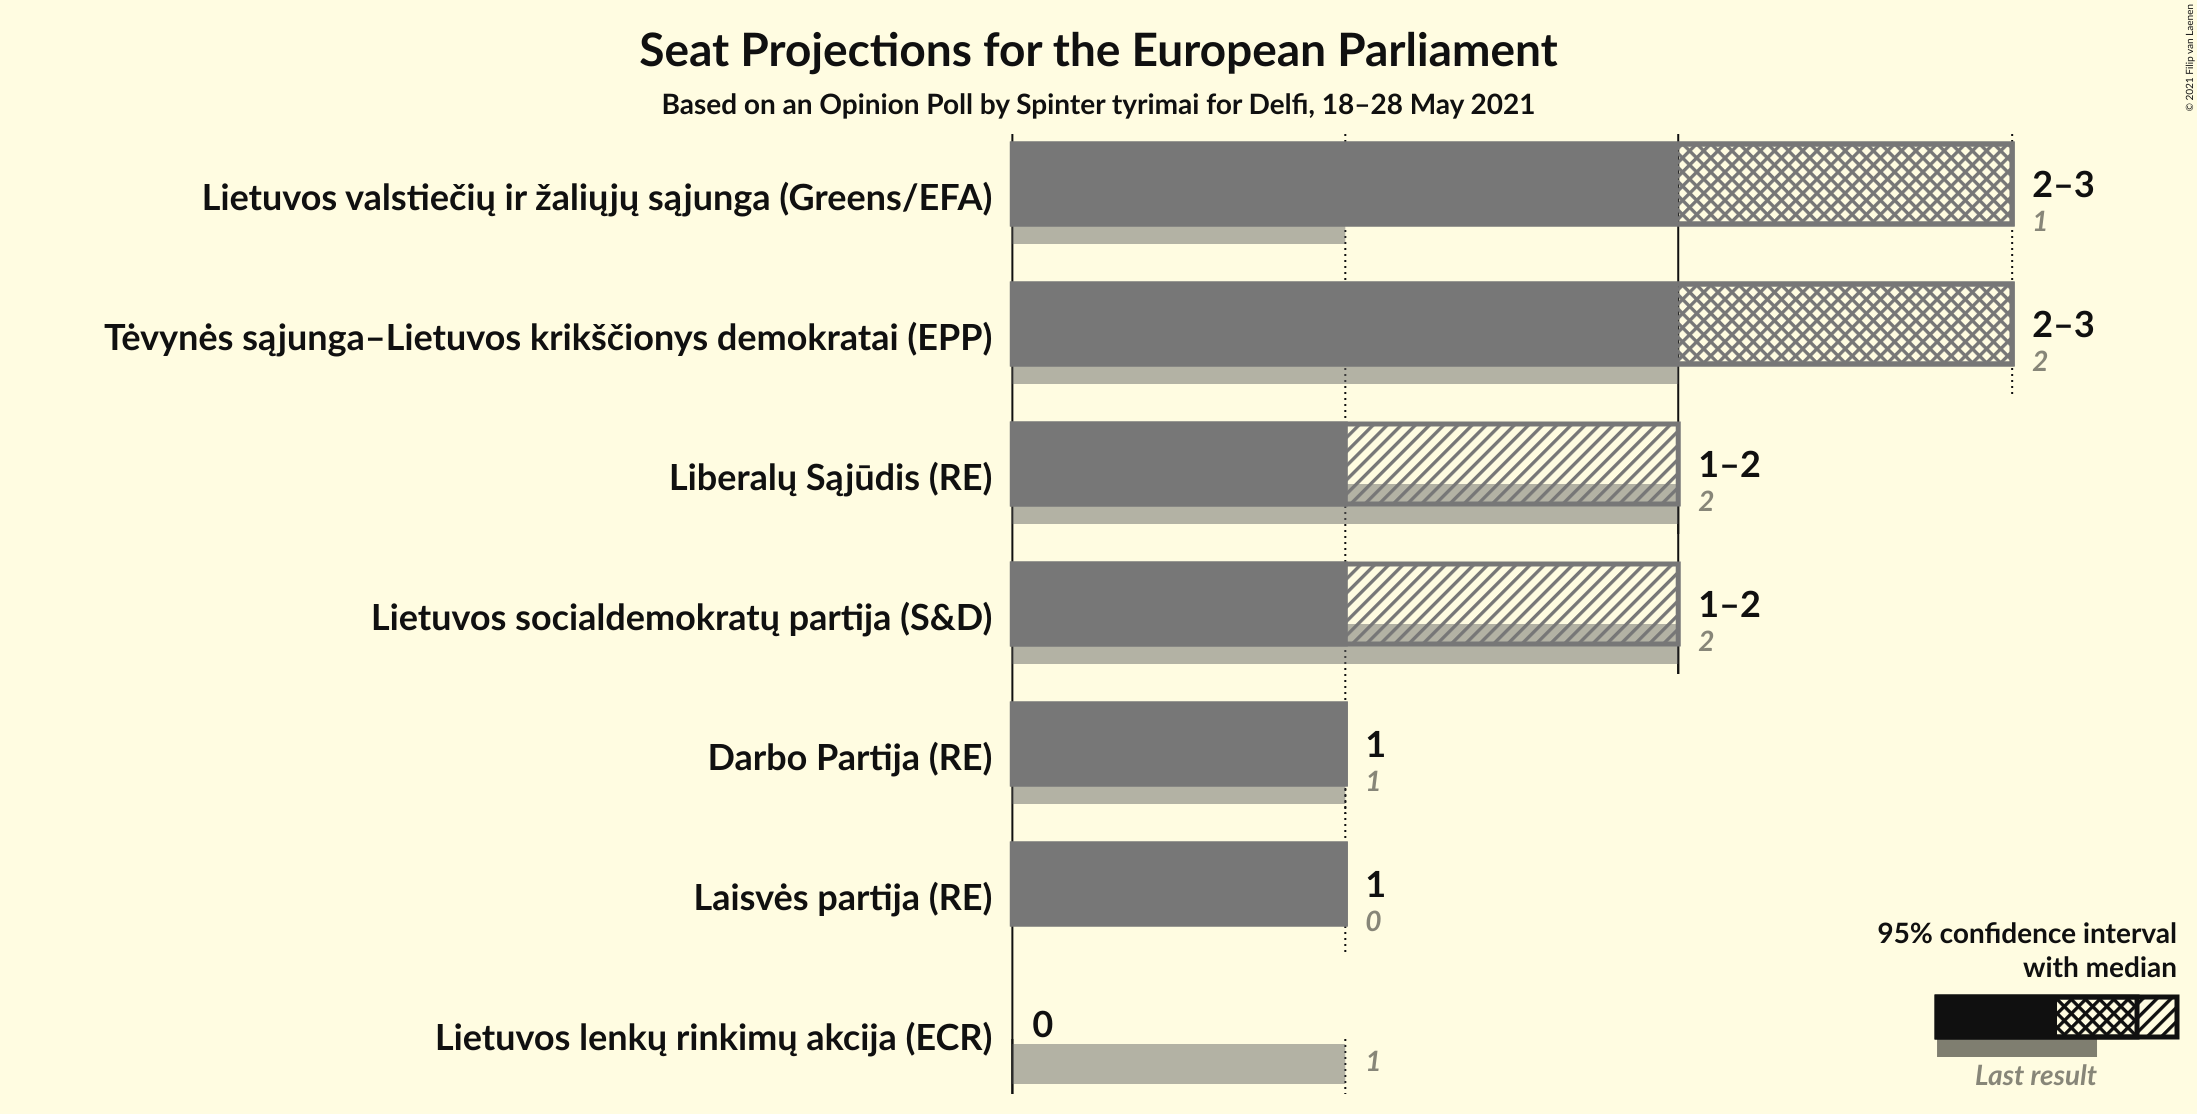 Seat Projections for the European Parliament
Based on an Opinion Poll by Spinter tyrimai for Delfi, 18–28 May 2021
© 2021 Filip van Laenen
Lietuvos valstiečių ir žaliųjų sąjunga (Greens/EFA)
2–3
1
Tėvynės sąjunga–Lietuvos krikščionys demokratai (EPP)
2–3
2
Liberalų Sąjūdis (RE)
1–2
2
Lietuvos socialdemokratų partija (S&D)
1–2
2
Darbo Partija (RE)
1
1
Laisvės partija (RE)
1
0
Lietuvos lenkų rinkimų akcija (ECR)
0
1
95% confidence interval
with median
Last result